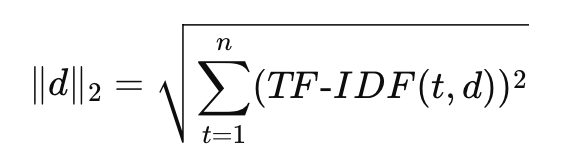 ‖d‖₂ = √(∑_{t=1}^{n} (TF-IDF(t, d))²)